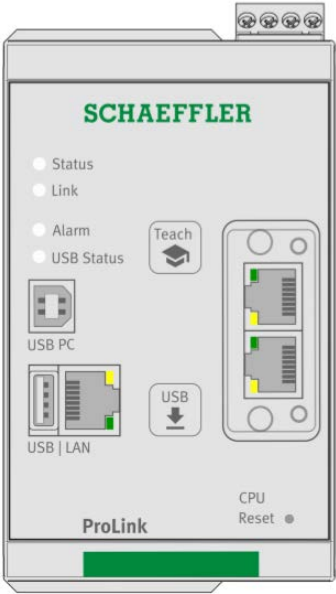 SCHAEFFLER
Status
Link
Alarm
USB Status
Teach
USB PC
USB
USB | LAN
CPU
Reset
ProLink